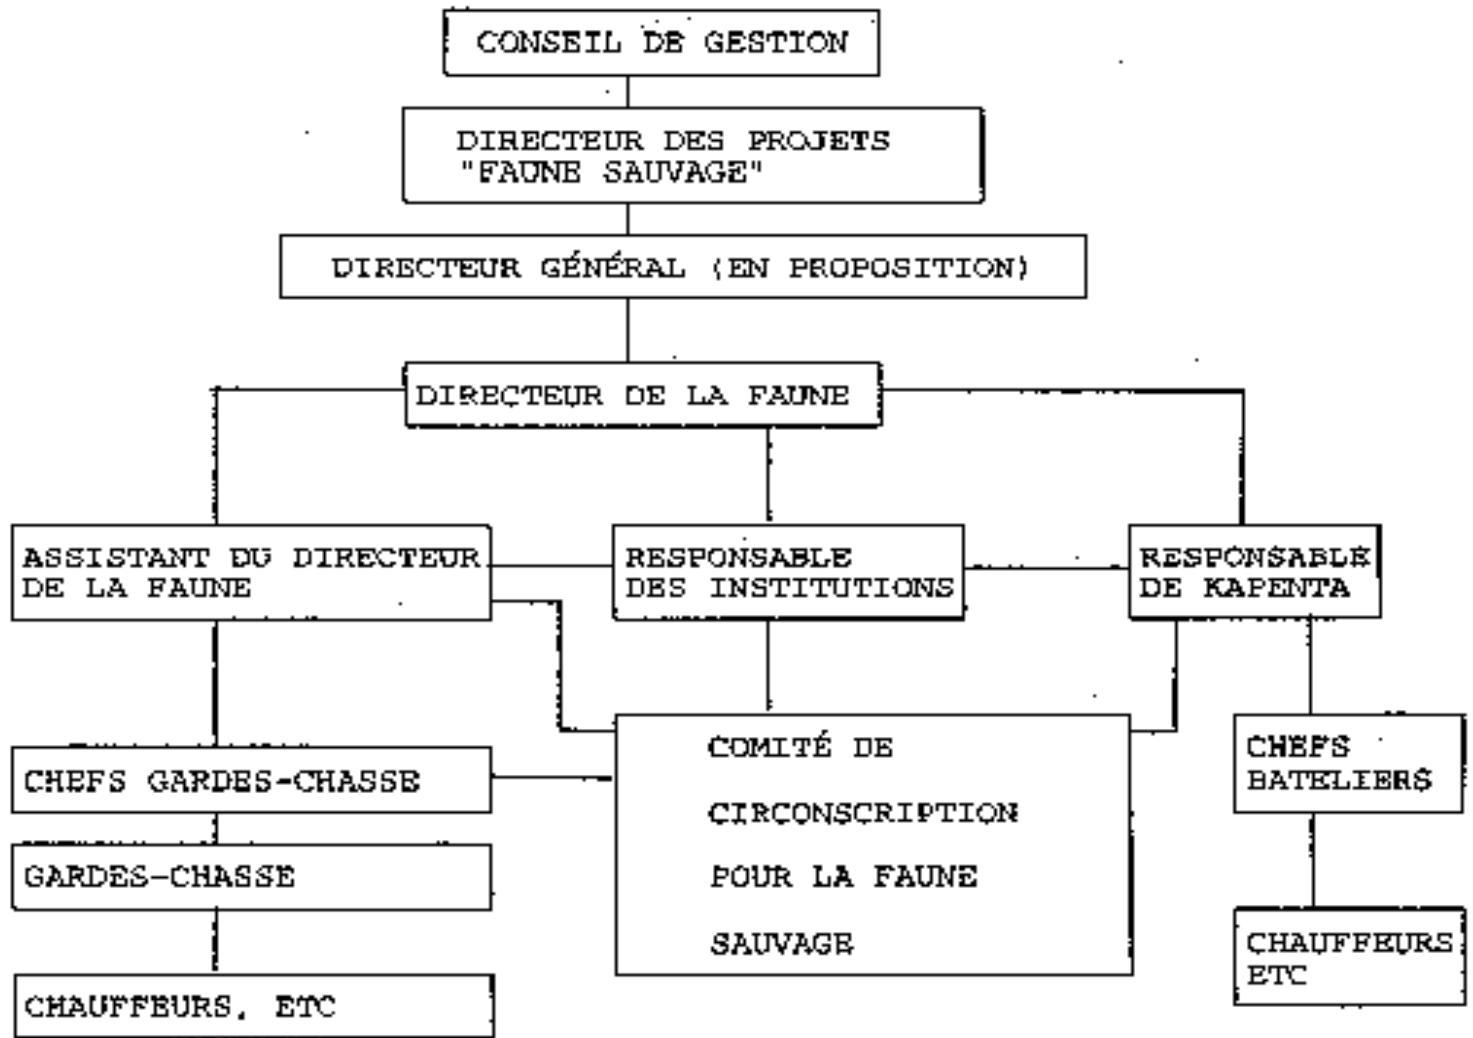 CONSEIL DE GESTION
DIRECTEUR DES PROJETS
"FAUNE SAUVAGE"
DIRECTEUR GÉNÉRAL (EN PROPOSITION)
DIRECTEUR DE LA FAUNE
ASSISTANT DU DIRECTEUR
DE LA FAUNE
RESPONSABLE
DES INSTITUTIONS
RESPONSABLE
DE KAPENTA
CHEFS GARDES-CHASSE
GARDES-CHASSE
CHAUFFEURS, ETC
COMITÉ DE
CIRCONSCRIPTION
POUR LA FAUNE
SAUVAGE
CHEFS
BATELIERS
CHAUFFEURS
ETC